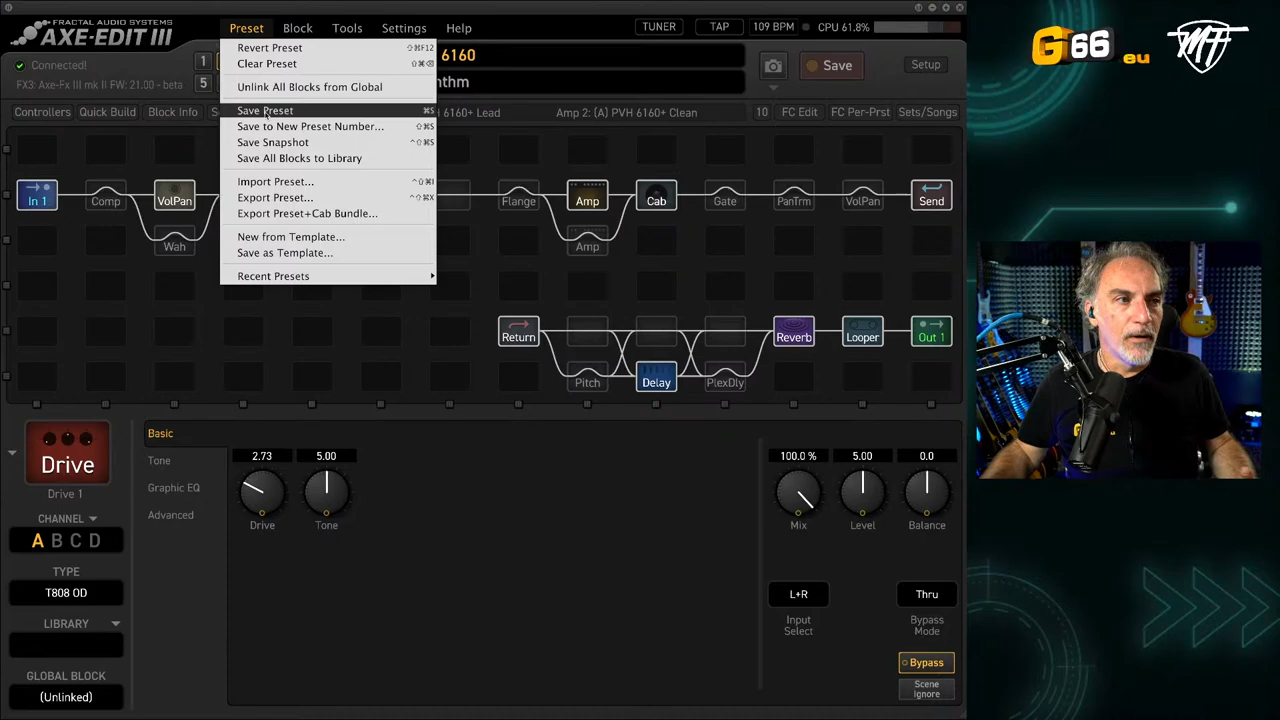 FRACTAL AUDIO SYSTEMS
AXE-EDIT III
Preset Block Tools Settings Help
TUNER TAP 109 BPM CPU 61.8%
G66.eu
MF
Connected!
FX3: Axe-Fx III mk II FW: 21.00 - beta
1
5
6160
thm
Save
Setup
Controllers Quick Build Block Info S
PVH 6160+ Lead Amp 2: (A) PVH 6160+ Clean 10 FC Edit FC Per-Prst Sets/Songs
Revert Preset ⇧⌘F12
Clear Preset ⇧⌘⌫
Unlink All Blocks from Global
Save Preset ⌘S
Save to New Preset Number... ⇧⌘S
Save Snapshot ^⇧⌘S
Save All Blocks to Library
Import Preset... ^⇧⌘I
Export Preset... ^⇧⌘X
Export Preset+Cab Bundle...
New from Template...
Save as Template...
Recent Presets
In 1 Comp VolPan Flange Amp Cab Gate PanTrm VolPan Send
Wah Amp
Return Reverb Looper Out 1
Pitch Delay PlexDly
Drive
Drive 1
CHANNEL
A B C D
TYPE
T808 OD
LIBRARY
GLOBAL BLOCK
(Unlinked)
Basic
Tone
Graphic EQ
Advanced
2.73 5.00
Drive Tone
100.0 % 5.00 0.0
Mix Level Balance
L+R Thru
Input Select
Bypass Mode
Bypass
Scene Ignore